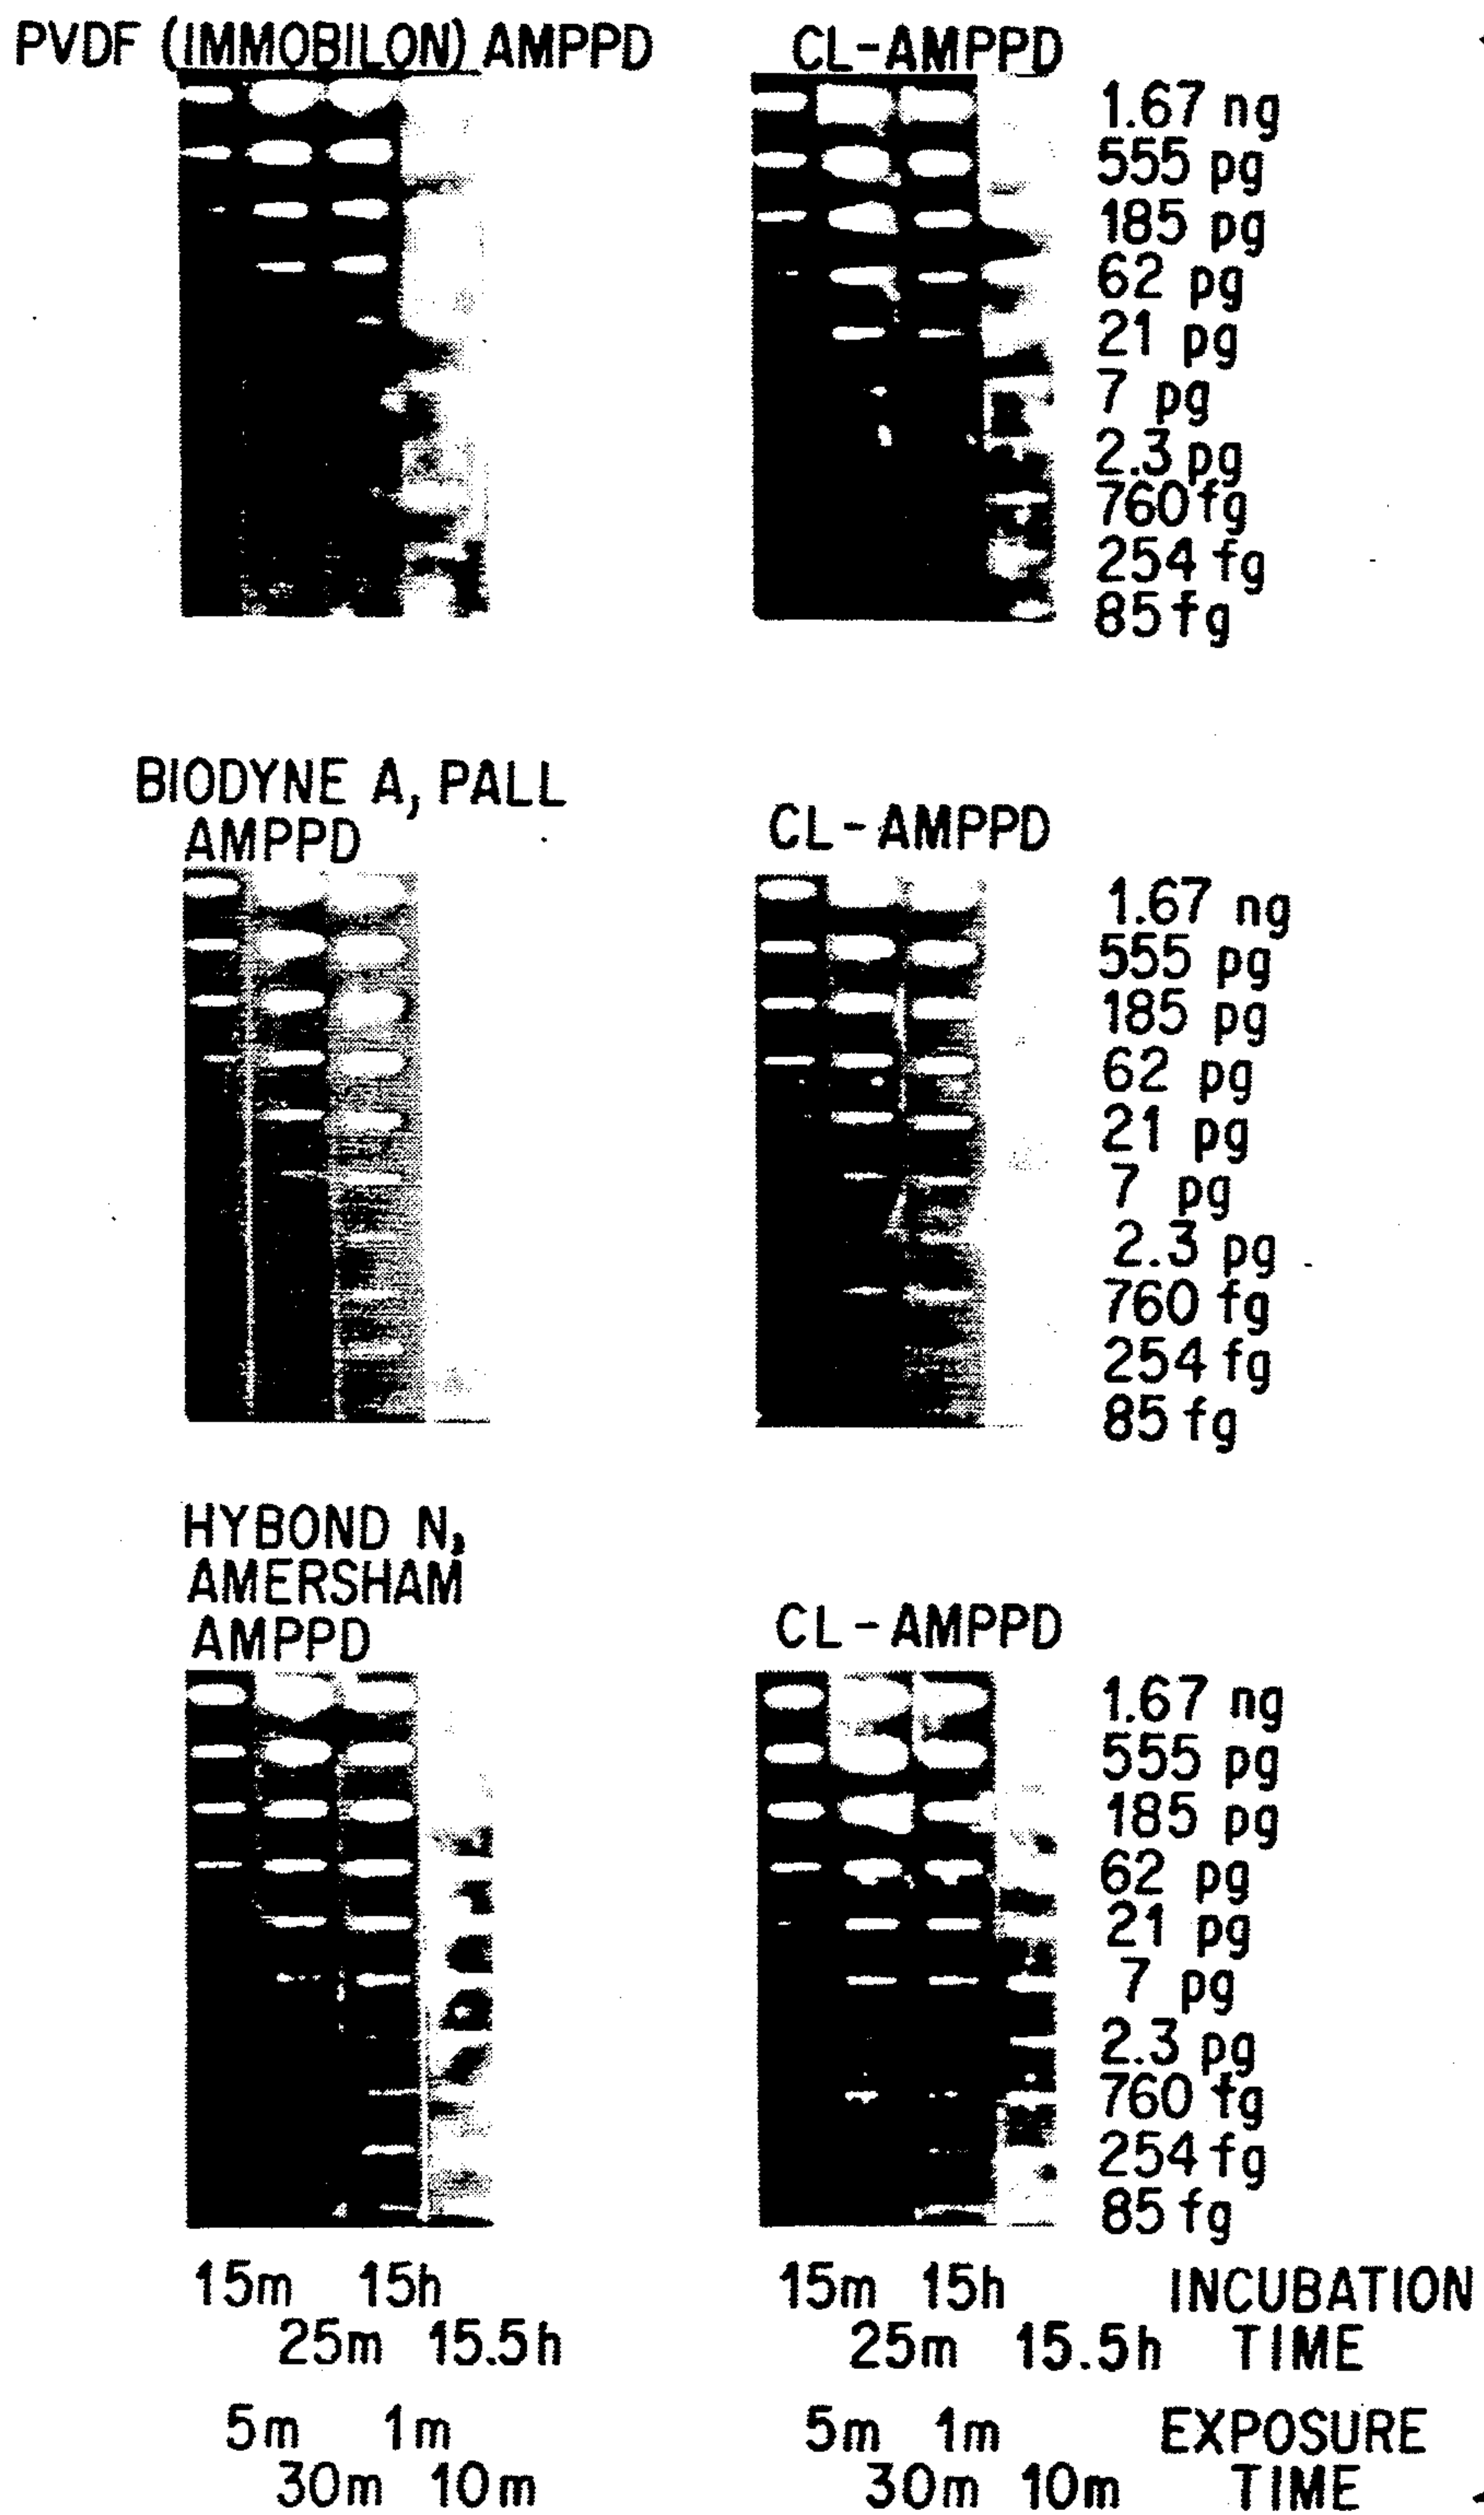 PVDF (IMMOBILON) AMPPD
CL-AMPPD
1.67 ng
555 pg
185 pg
62 pg
21 pg
7 pg
2.3 pg
760 fg
254 fg
85 fg
BIODYNE A, PALL
AMPPD
CL-AMPPD
1.67 ng
555 pg
185 pg
62 pg
21 pg
7 pg
2.3 pg
760 fg
254 fg
85 fg
HYBOND N,
AMERSHAM
AMPPD
CL-AMPPD
1.67 ng
555 pg
185 pg
62 pg
21 pg
7 pg
2.3 pg
760 fg
254 fg
85 fg
15m 15h 15m 15h INCUBATION
25m 15.5h 25m 15.5h TIME
5m 1m 5m 1m EXPOSURE
30m 10m 30m 10m TIME